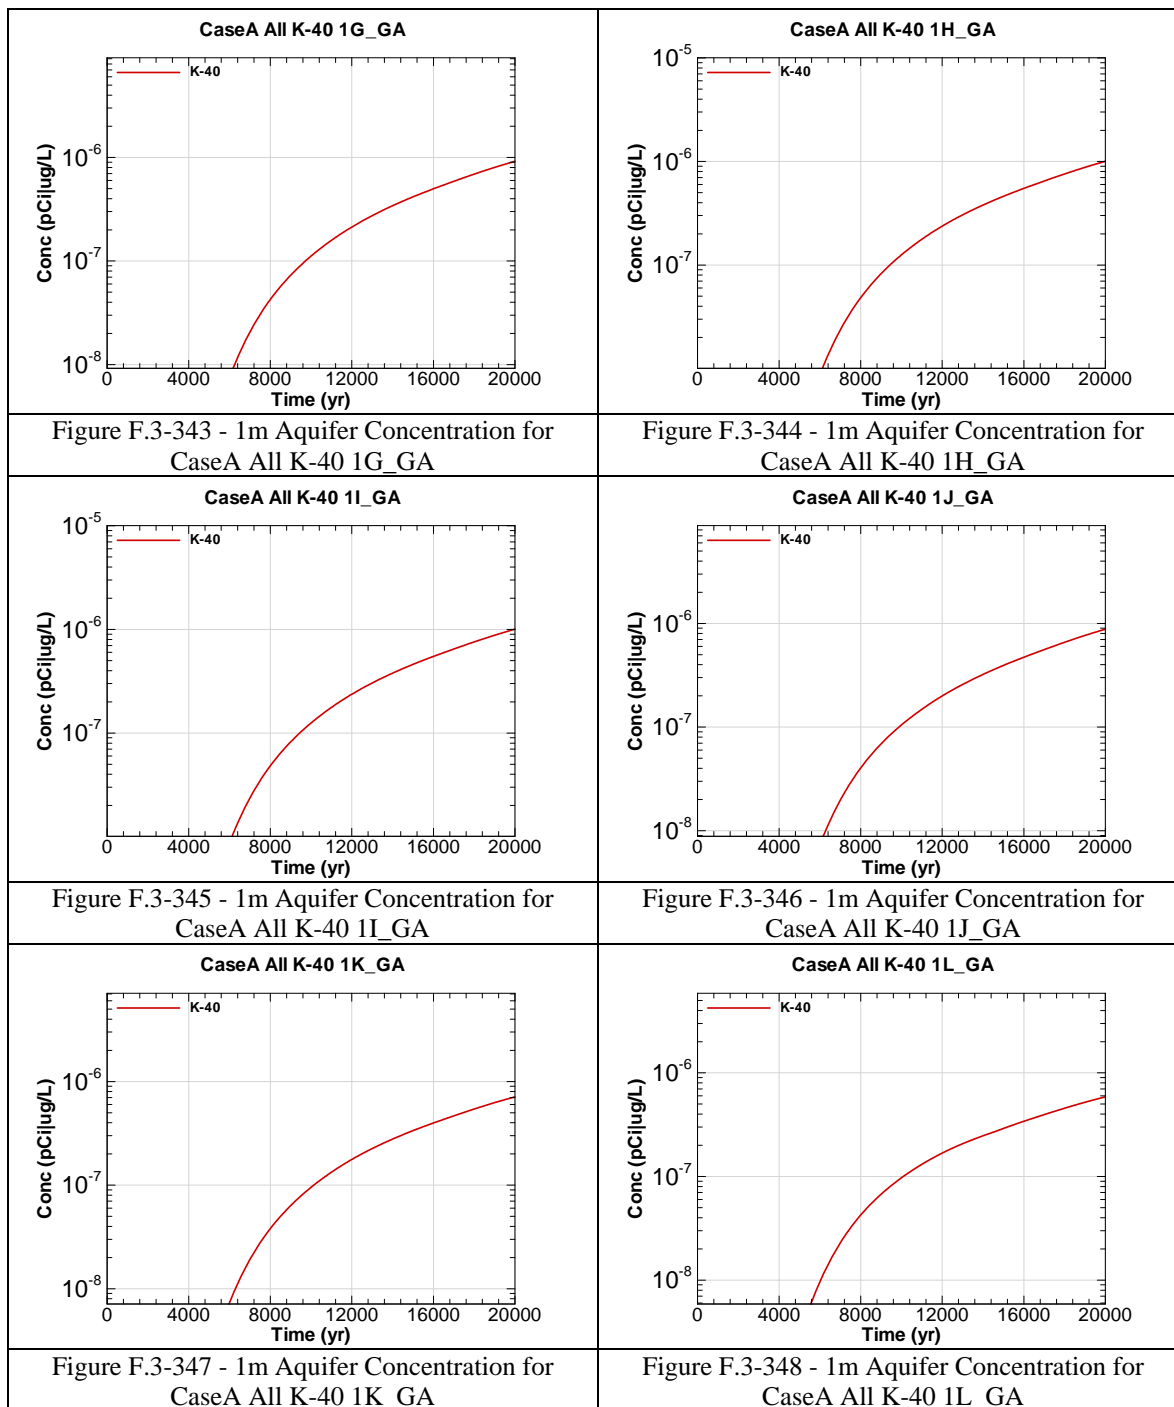 CaseA All K-40 1G_GA
K-40
Conc (pCi|ug/L)
10-6
10-7
10-8
0 4000 8000 12000 16000 20000
Time (yr)
Figure F.3-343 - 1m Aquifer Concentration for
CaseA All K-40 1G_GA
CaseA All K-40 1H_GA
K-40
Conc (pCi|ug/L)
10-5
10-6
10-7
0 4000 8000 12000 16000 20000
Time (yr)
Figure F.3-344 - 1m Aquifer Concentration for
CaseA All K-40 1H_GA
CaseA All K-40 1I_GA
K-40
Conc (pCi|ug/L)
10-5
10-6
10-7
0 4000 8000 12000 16000 20000
Time (yr)
Figure F.3-345 - 1m Aquifer Concentration for
CaseA All K-40 1I_GA
CaseA All K-40 1J_GA
K-40
Conc (pCi|ug/L)
10-6
10-7
10-8
0 4000 8000 12000 16000 20000
Time (yr)
Figure F.3-346 - 1m Aquifer Concentration for
CaseA All K-40 1J_GA
CaseA All K-40 1K_GA
K-40
Conc (pCi|ug/L)
10-6
10-7
10-8
0 4000 8000 12000 16000 20000
Time (yr)
Figure F.3-347 - 1m Aquifer Concentration for
CaseA All K-40 1K_GA
CaseA All K-40 1L_GA
K-40
Conc (pCi|ug/L)
10-6
10-7
10-8
0 4000 8000 12000 16000 20000
Time (yr)
Figure F.3-348 - 1m Aquifer Concentration for
CaseA All K-40 1L_GA